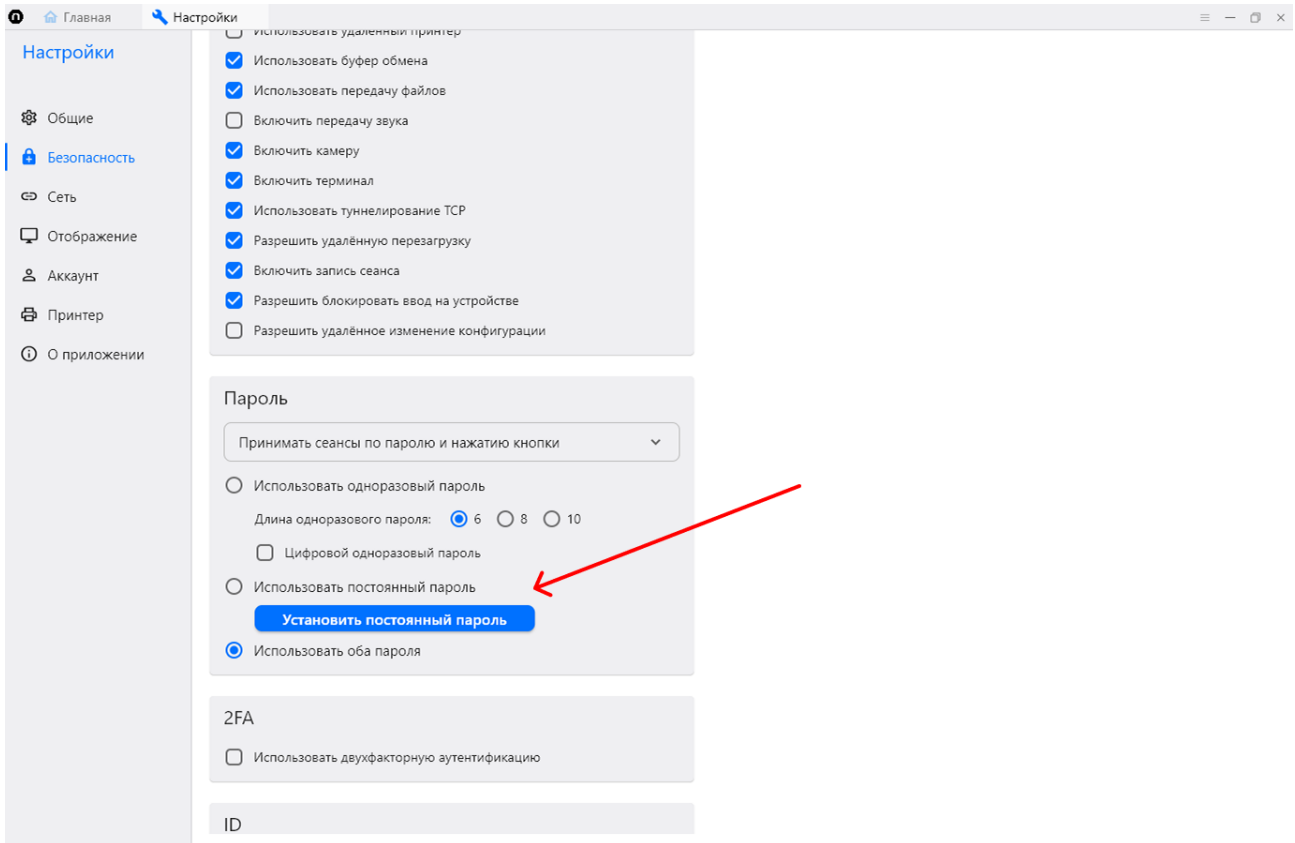 Главная
Настройки
Настройки
Общие
Безопасность
Сеть
Отображение
Аккаунт
Принтер
О приложении
Использовать удалённый принтер
Использовать буфер обмена
Использовать передачу файлов
Включить передачу звука
Включить камеру
Включить терминал
Использовать туннелирование TCP
Разрешить удалённую перезагрузку
Включить запись сеанса
Разрешить блокировать ввод на устройстве
Разрешить удалённое изменение конфигурации
Пароль
Принимать сеансы по паролю и нажатию кнопки
Использовать одноразовый пароль
Длина одноразового пароля: 6 8 10
Цифровой одноразовый пароль
Использовать постоянный пароль
Установить постоянный пароль
Использовать оба пароля
2FA
Использовать двухфакторную аутентификацию
ID